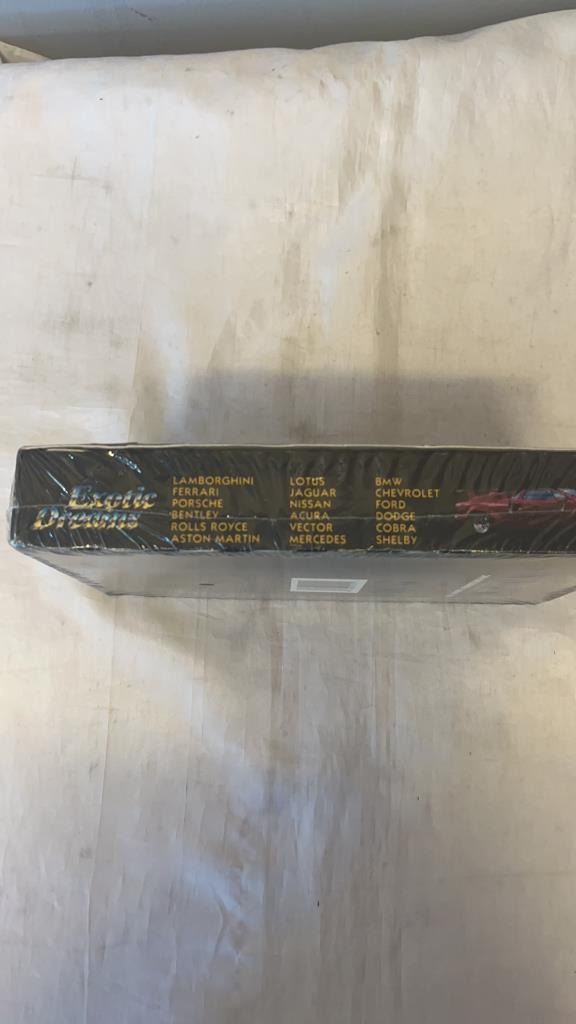 Exotic
Dreams
LAMBORGHINI
FERRARI
PORSCHE
BENTLEY
ROLLS ROYCE
ASTON MARTIN
LOTUS
JAGUAR
NISSAN
ACURA
VECTOR
MERCEDES
BMW
CHEVROLET
FORD
DODGE
COBRA
SHELBY